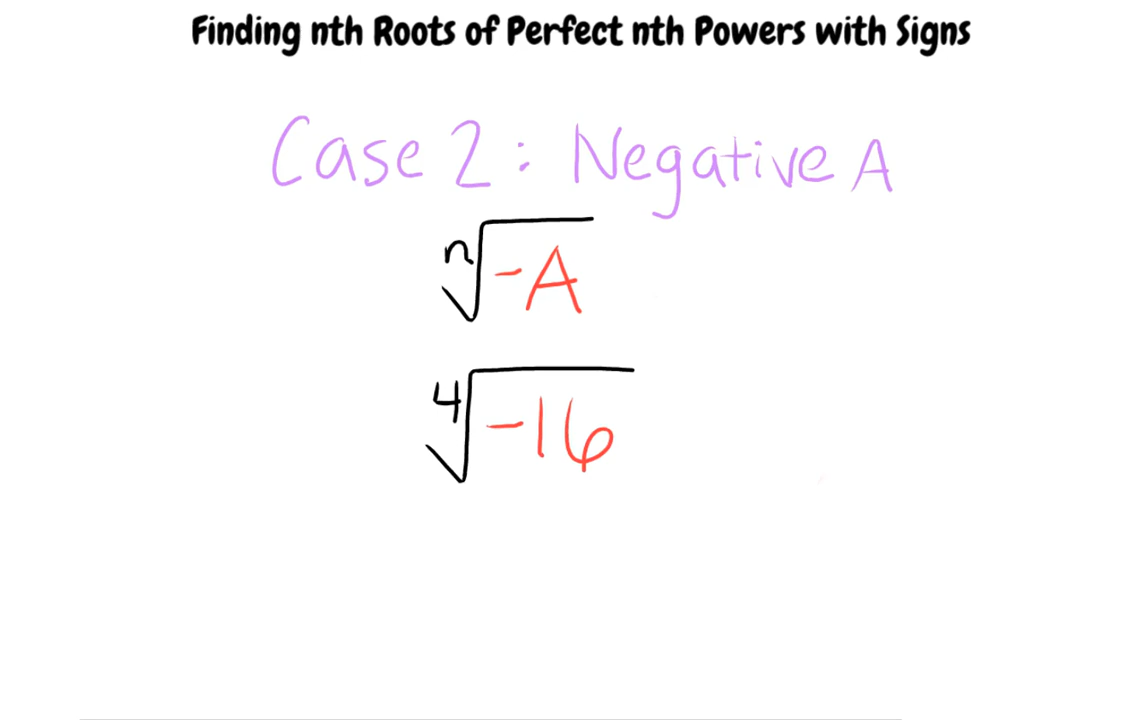 Finding nth Roots of Perfect nth Powers with Signs
Case 2: Negative A
ⁿ√-A
⁴√-16